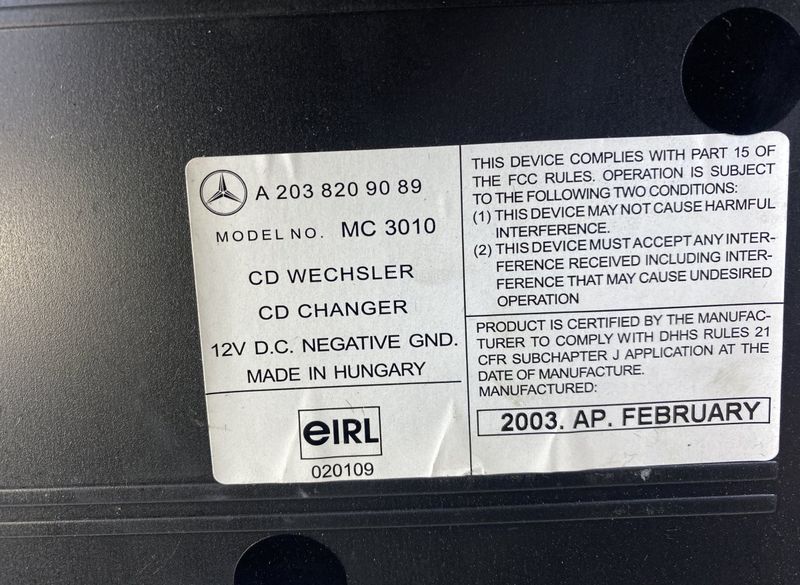 A 203 820 90 89
MODEL NO. MC 3010
CD WECHSLER
CD CHANGER
12V D.C. NEGATIVE GND.
MADE IN HUNGARY
eIRL
020109
THIS DEVICE COMPLIES WITH PART 15 OF
THE FCC RULES. OPERATION IS SUBJECT
TO THE FOLLOWING TWO CONDITIONS:
(1) THIS DEVICE MAY NOT CAUSE HARMFUL
INTERFERENCE.
(2) THIS DEVICE MUST ACCEPT ANY INTER-
FERENCE RECEIVED INCLUDING INTER-
FERENCE THAT MAY CAUSE UNDESIRED
OPERATION
PRODUCT IS CERTIFIED BY THE MANUFAC-
TURER TO COMPLY WITH DHHS RULES 21
CFR SUBCHAPTER J APPLICATION AT THE
DATE OF MANUFACTURE.
MANUFACTURED:
2003. AP. FEBRUARY